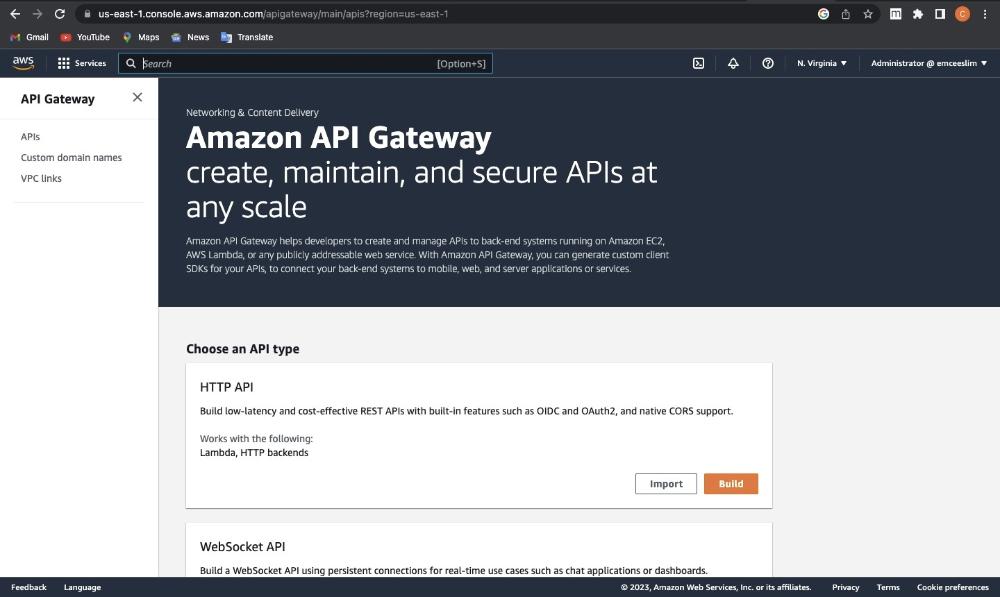 us-east-1.console.aws.amazon.com/apigateway/main/apis?region=us-east-1
G
m
C
Gmail
YouTube
Maps
News
Translate
aws
Services
Search
[Option+S]
N. Virginia
Administrator @ emceeslim
API Gateway
APIs
Custom domain names
VPC links
Networking & Content Delivery
Amazon API Gateway
create, maintain, and secure APIs at
any scale
Amazon API Gateway helps developers to create and manage APIs to back-end systems running on Amazon EC2,
AWS Lambda, or any publicly addressable web service. With Amazon API Gateway, you can generate custom client
SDKs for your APIs, to connect your back-end systems to mobile, web, and server applications or services.
Choose an API type
HTTP API
Build low-latency and cost-effective REST APIs with built-in features such as OIDC and OAuth2, and native CORS support.
Works with the following:
Lambda, HTTP backends
Import
Build
WebSocket API
Build a WebSocket API using persistent connections for real-time use cases such as chat applications or dashboards.
Feedback
Language
© 2023, Amazon Web Services, Inc. or its affiliates.
Privacy
Terms
Cookie preferences